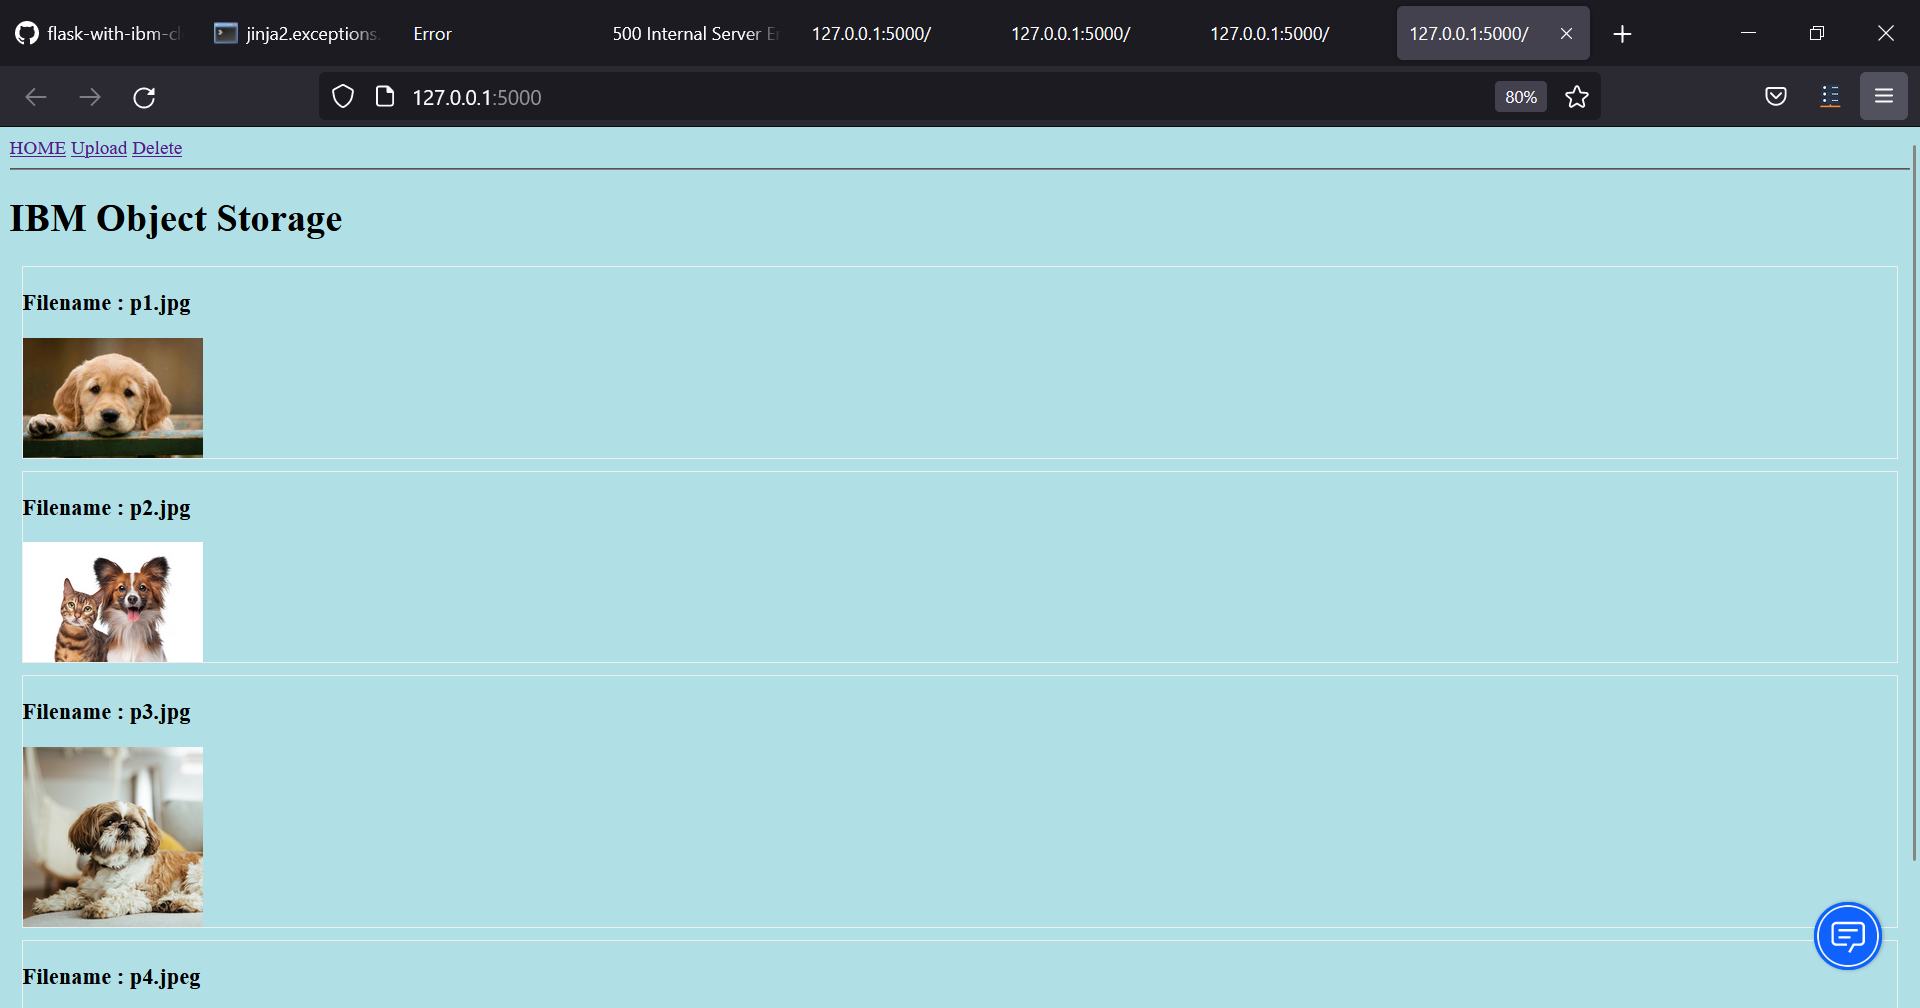 flask-with-ibm-cl
jinja2.exceptions.
Error
500 Internal Server Er
127.0.0.1:5000/
127.0.0.1:5000/
127.0.0.1:5000/
127.0.0.1:5000/
127.0.0.1:5000
80%
HOME Upload Delete
IBM Object Storage
Filename : p1.jpg
Filename : p2.jpg
Filename : p3.jpg
Filename : p4.jpeg